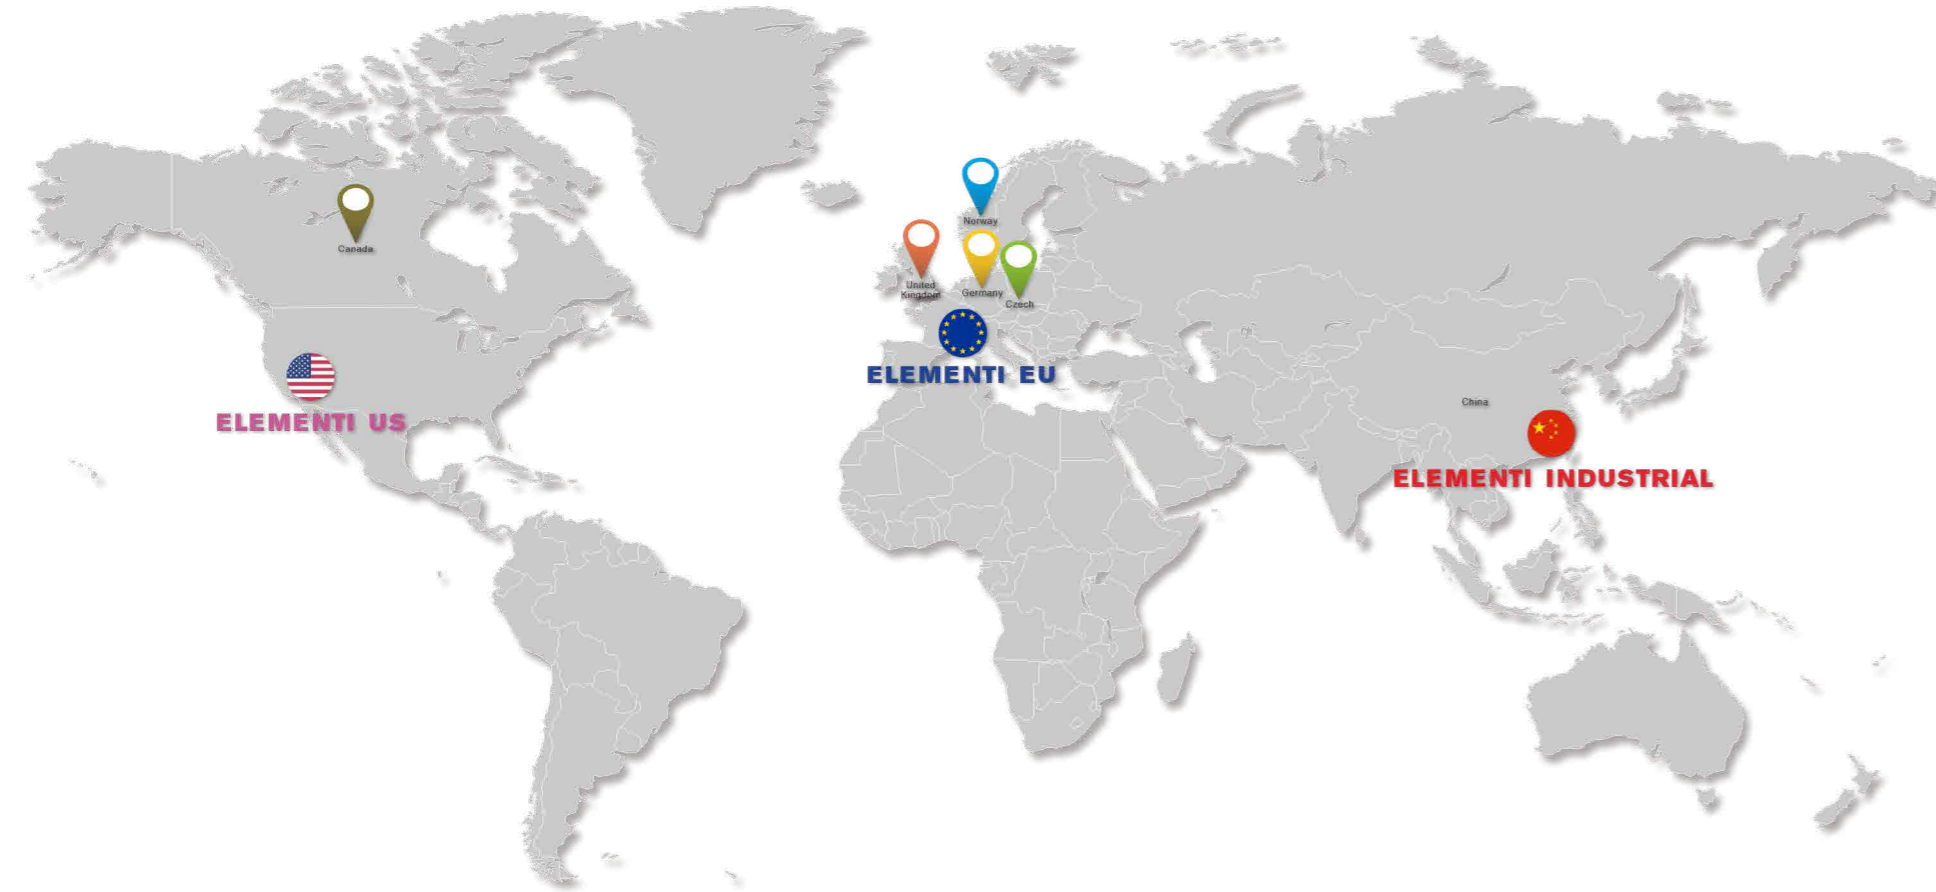 Norway
Canada
United
Kingdom
Germany
Czech
ELEMENTI EU
China
ELEMENTI US
ELEMENTI INDUSTRIAL